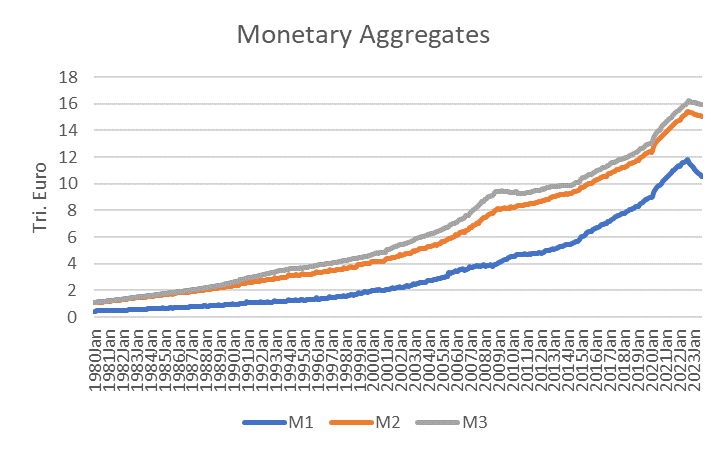 Monetary Aggregates
Tri. Euro
18
16
14
12
10
8
6
4
2
0
1980Jan
1981Jan
1982Jan
1983Jan
1984Jan
1985Jan
1986Jan
1987Jan
1988Jan
1989Jan
1990Jan
1991Jan
1992Jan
1993Jan
1994Jan
1995Jan
1996Jan
1997Jan
1998Jan
1999Jan
2000Jan
2001Jan
2002Jan
2003Jan
2004Jan
2005Jan
2006Jan
2007Jan
2008Jan
2009Jan
2010Jan
2011Jan
2012Jan
2013Jan
2014Jan
2015Jan
2016Jan
2017Jan
2018Jan
2019Jan
2020Jan
2021Jan
2022Jan
2023Jan
M1 M2 M3